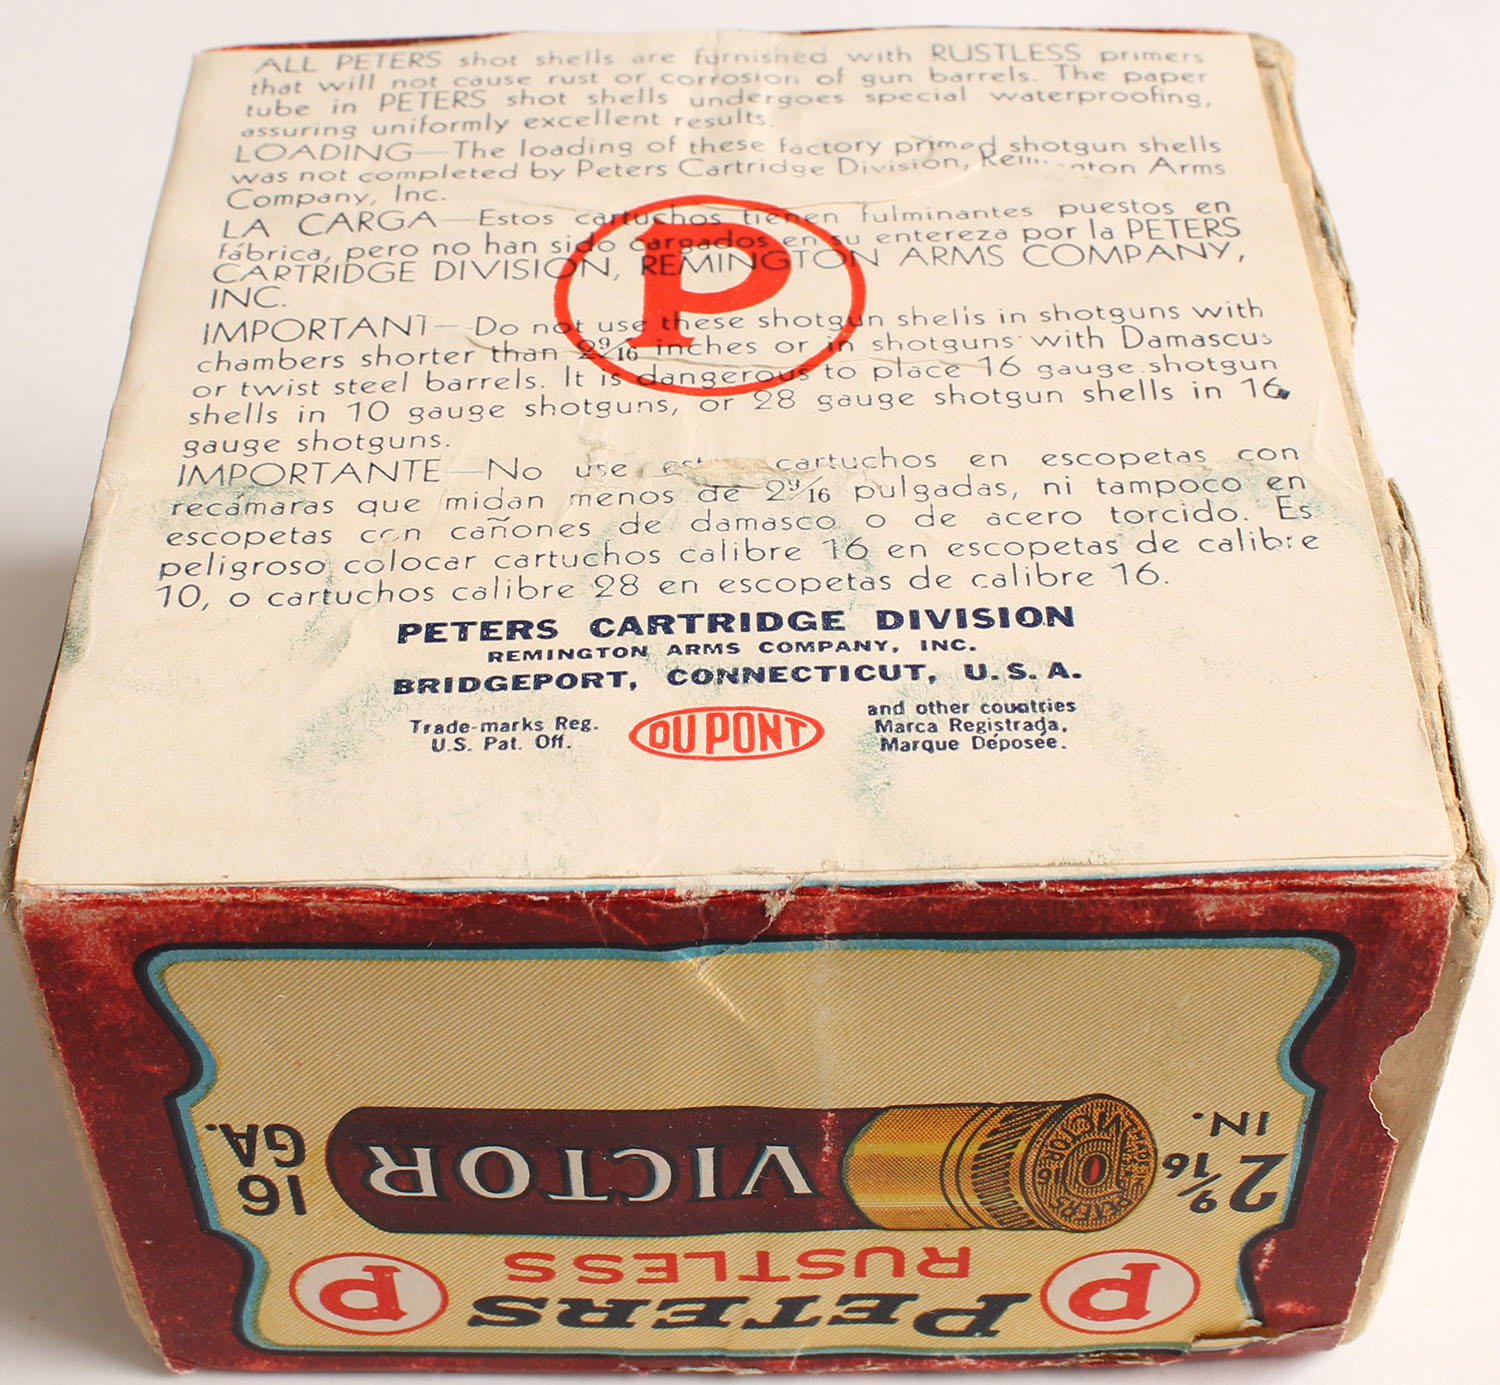 ALL PETERS shot shells are furnished with RUSTLESS primers
that will not cause rust or corrosion of gun barrels. The paper
tube in PETERS shot shells undergoes special waterproofing,
assuring uniformly excellent results.
LOADING—The loading of these factory primed shotgun shells
was not completed by Peters Cartridge Division, Remington Arms
Company, Inc.
LA CARGA—Estos cartuchos tienen fulminantes puestos en
fábrica, pero no han sido cargados en su entereza por la PETERS
CARTRIDGE DIVISION, REMINGTON ARMS COMPANY,
INC.
P
IMPORTANT—Do not use these shotgun shells in shotguns with
chambers shorter than 2 9/16 inches or in shotguns with Damascus
or twist steel barrels. It is dangerous to place 16 gauge shotgun
shells in 10 gauge shotguns, or 28 gauge shotgun shells in 16
gauge shotguns.
IMPORTANTE—No use estos cartuchos en escopetas con
recámaras que midan menos de 2 9/16 pulgadas, ni tampoco en
escopetas con cañones de damasco o de acero torcido. Es
peligroso colocar cartuchos calibre 16 en escopetas de calibre
10, o cartuchos calibre 28 en escopetas de calibre 16.
PETERS CARTRIDGE DIVISION
REMINGTON ARMS COMPANY, INC.
BRIDGEPORT, CONNECTICUT, U.S.A.
Trade-marks Reg.
U.S. Pat. Off.
DU PONT
and other countries
Marca Registrada,
Marque Déposée.
P PETERS P
RUSTLESS
2 9/16
IN.
VICTOR
16
GA.
PETERS
VICTOR
16